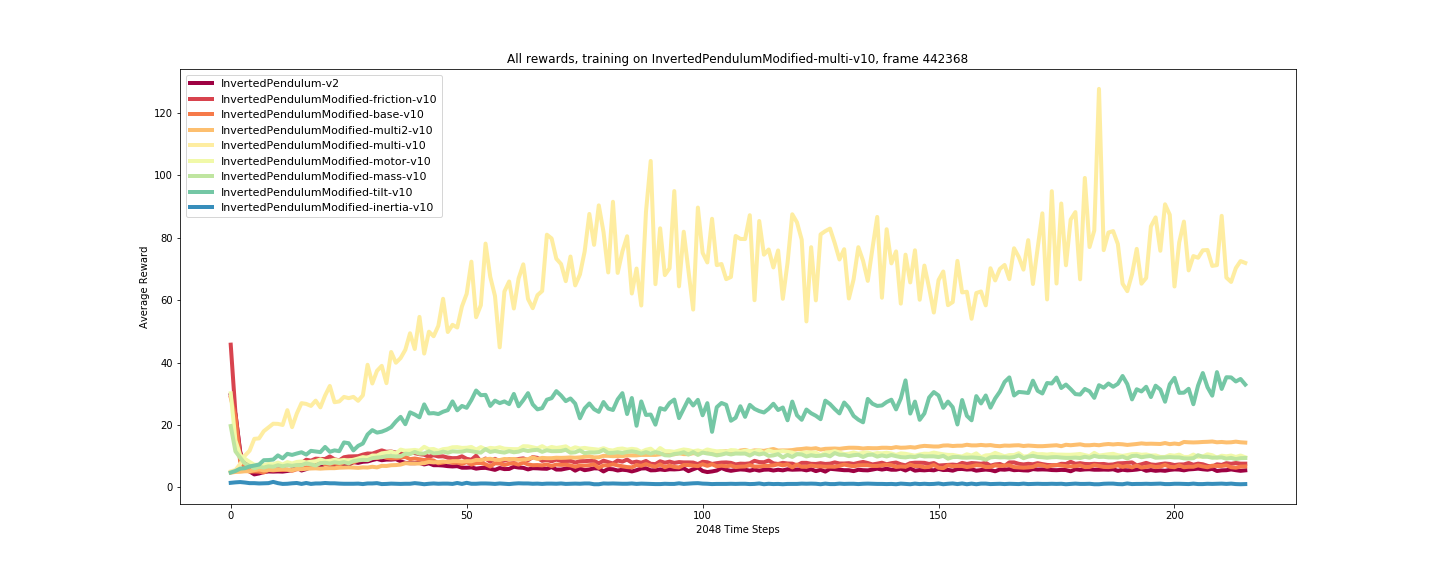 All rewards, training on InvertedPendulumModified-multi-v10, frame 442368
InvertedPendulum-v2
InvertedPendulumModified-friction-v10
InvertedPendulumModified-base-v10
InvertedPendulumModified-multi2-v10
InvertedPendulumModified-multi-v10
InvertedPendulumModified-motor-v10
InvertedPendulumModified-mass-v10
InvertedPendulumModified-tilt-v10
InvertedPendulumModified-inertia-v10
Average Reward
120
100
80
60
40
20
0
0 50 100 150 200
2048 Time Steps